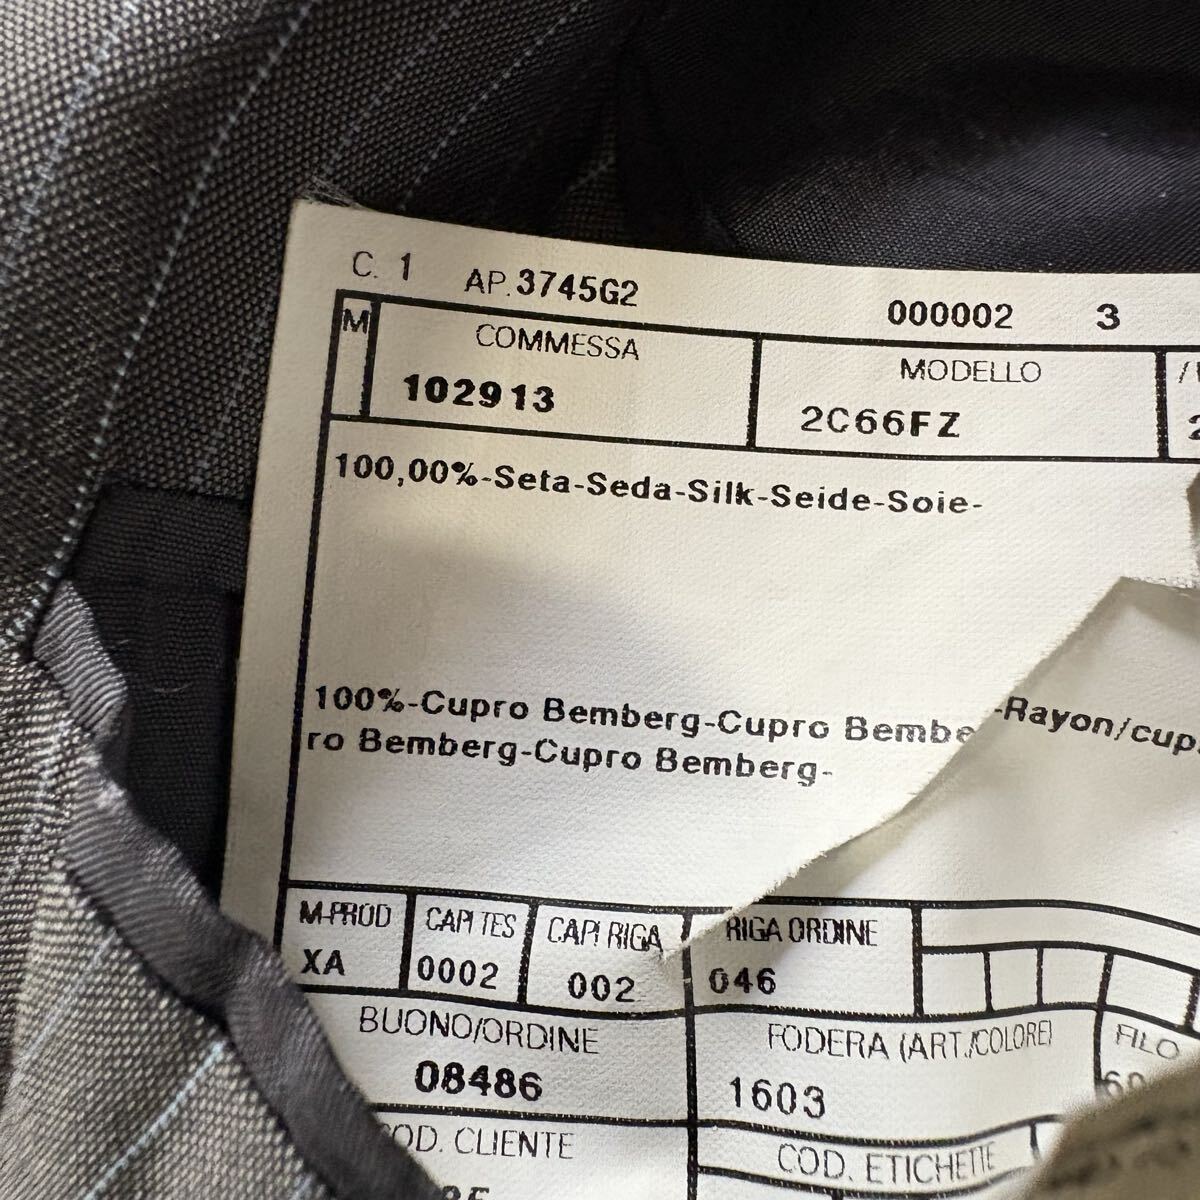 C. 1 AP.3745G2 000002 3
M COMMESSA MODELLO
102913 2C66FZ
100,00%-Seta-Seda-Silk-Seide-Soie-
100%-Cupro Bemberg-Cupro Bembe -Rayon/cup
ro Bemberg-Cupro Bemberg-
M-PROD CAPI TES CAPI RIGA RIGA ORDINE
XA 0002 002 046
BUONO/ORDINE FODERA (ART./COLORE) FILO
08486 1603
OD. CLIENTE COD. ETICHETTE